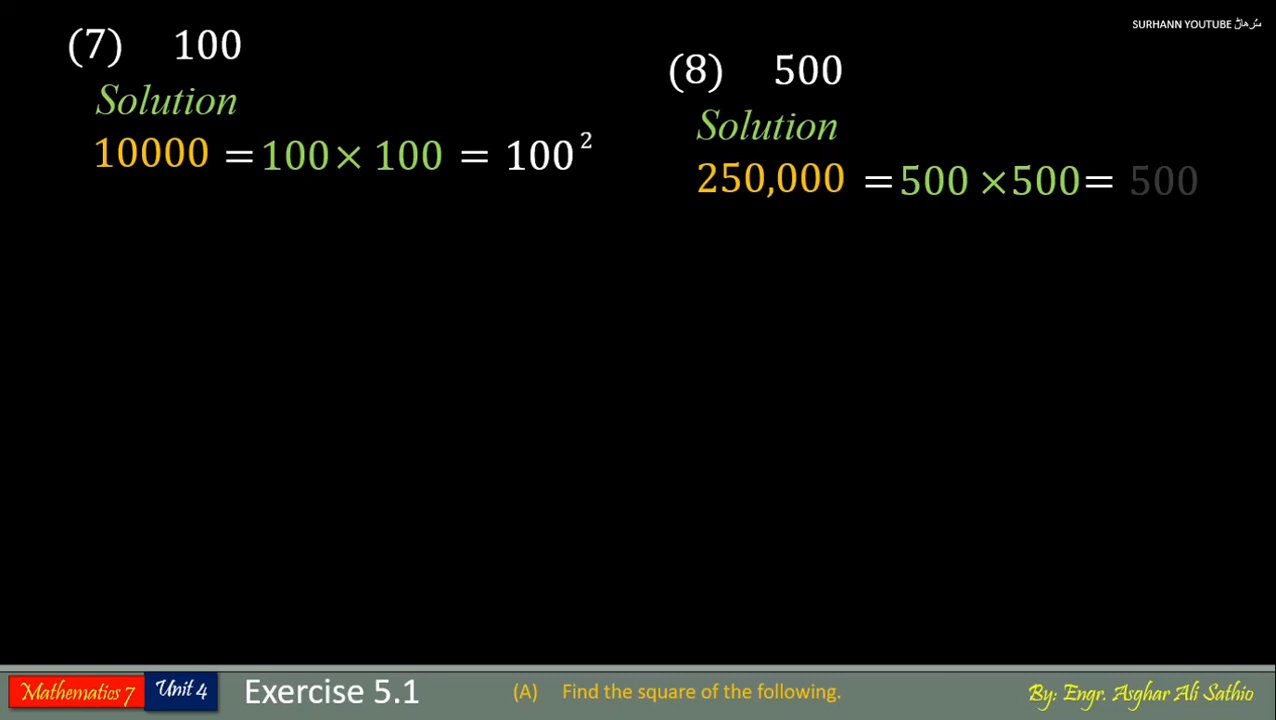 SURHANN YOUTUBE سُرهاڻ
(7) 100
Solution
10000 = 100 × 100 = 100²
(8) 500
Solution
250,000 = 500 × 500 = 500
Mathematics 7 Unit 4 Exercise 5.1 (A) Find the square of the following. By: Engr. Asghar Ali Sathio